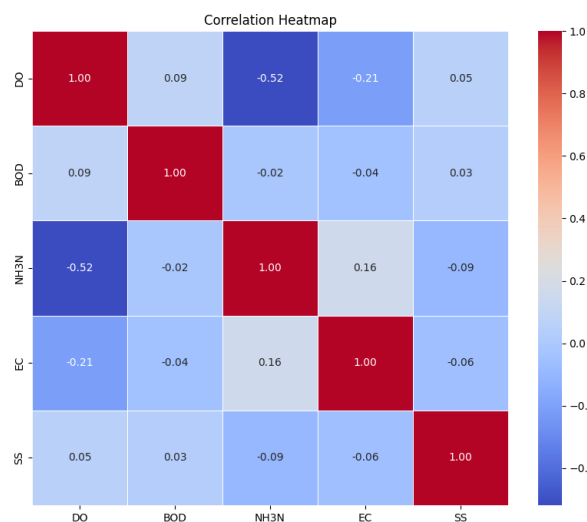 Correlation Heatmap
DO 1.00 0.09 -0.52 -0.21 0.05
BOD 0.09 1.00 -0.02 -0.04 0.03
NH3N -0.52 -0.02 1.00 0.16 -0.09
EC -0.21 -0.04 0.16 1.00 -0.06
SS 0.05 0.03 -0.09 -0.06 1.00
DO BOD NH3N EC SS
1.0
0.8
0.6
0.4
0.2
0.0